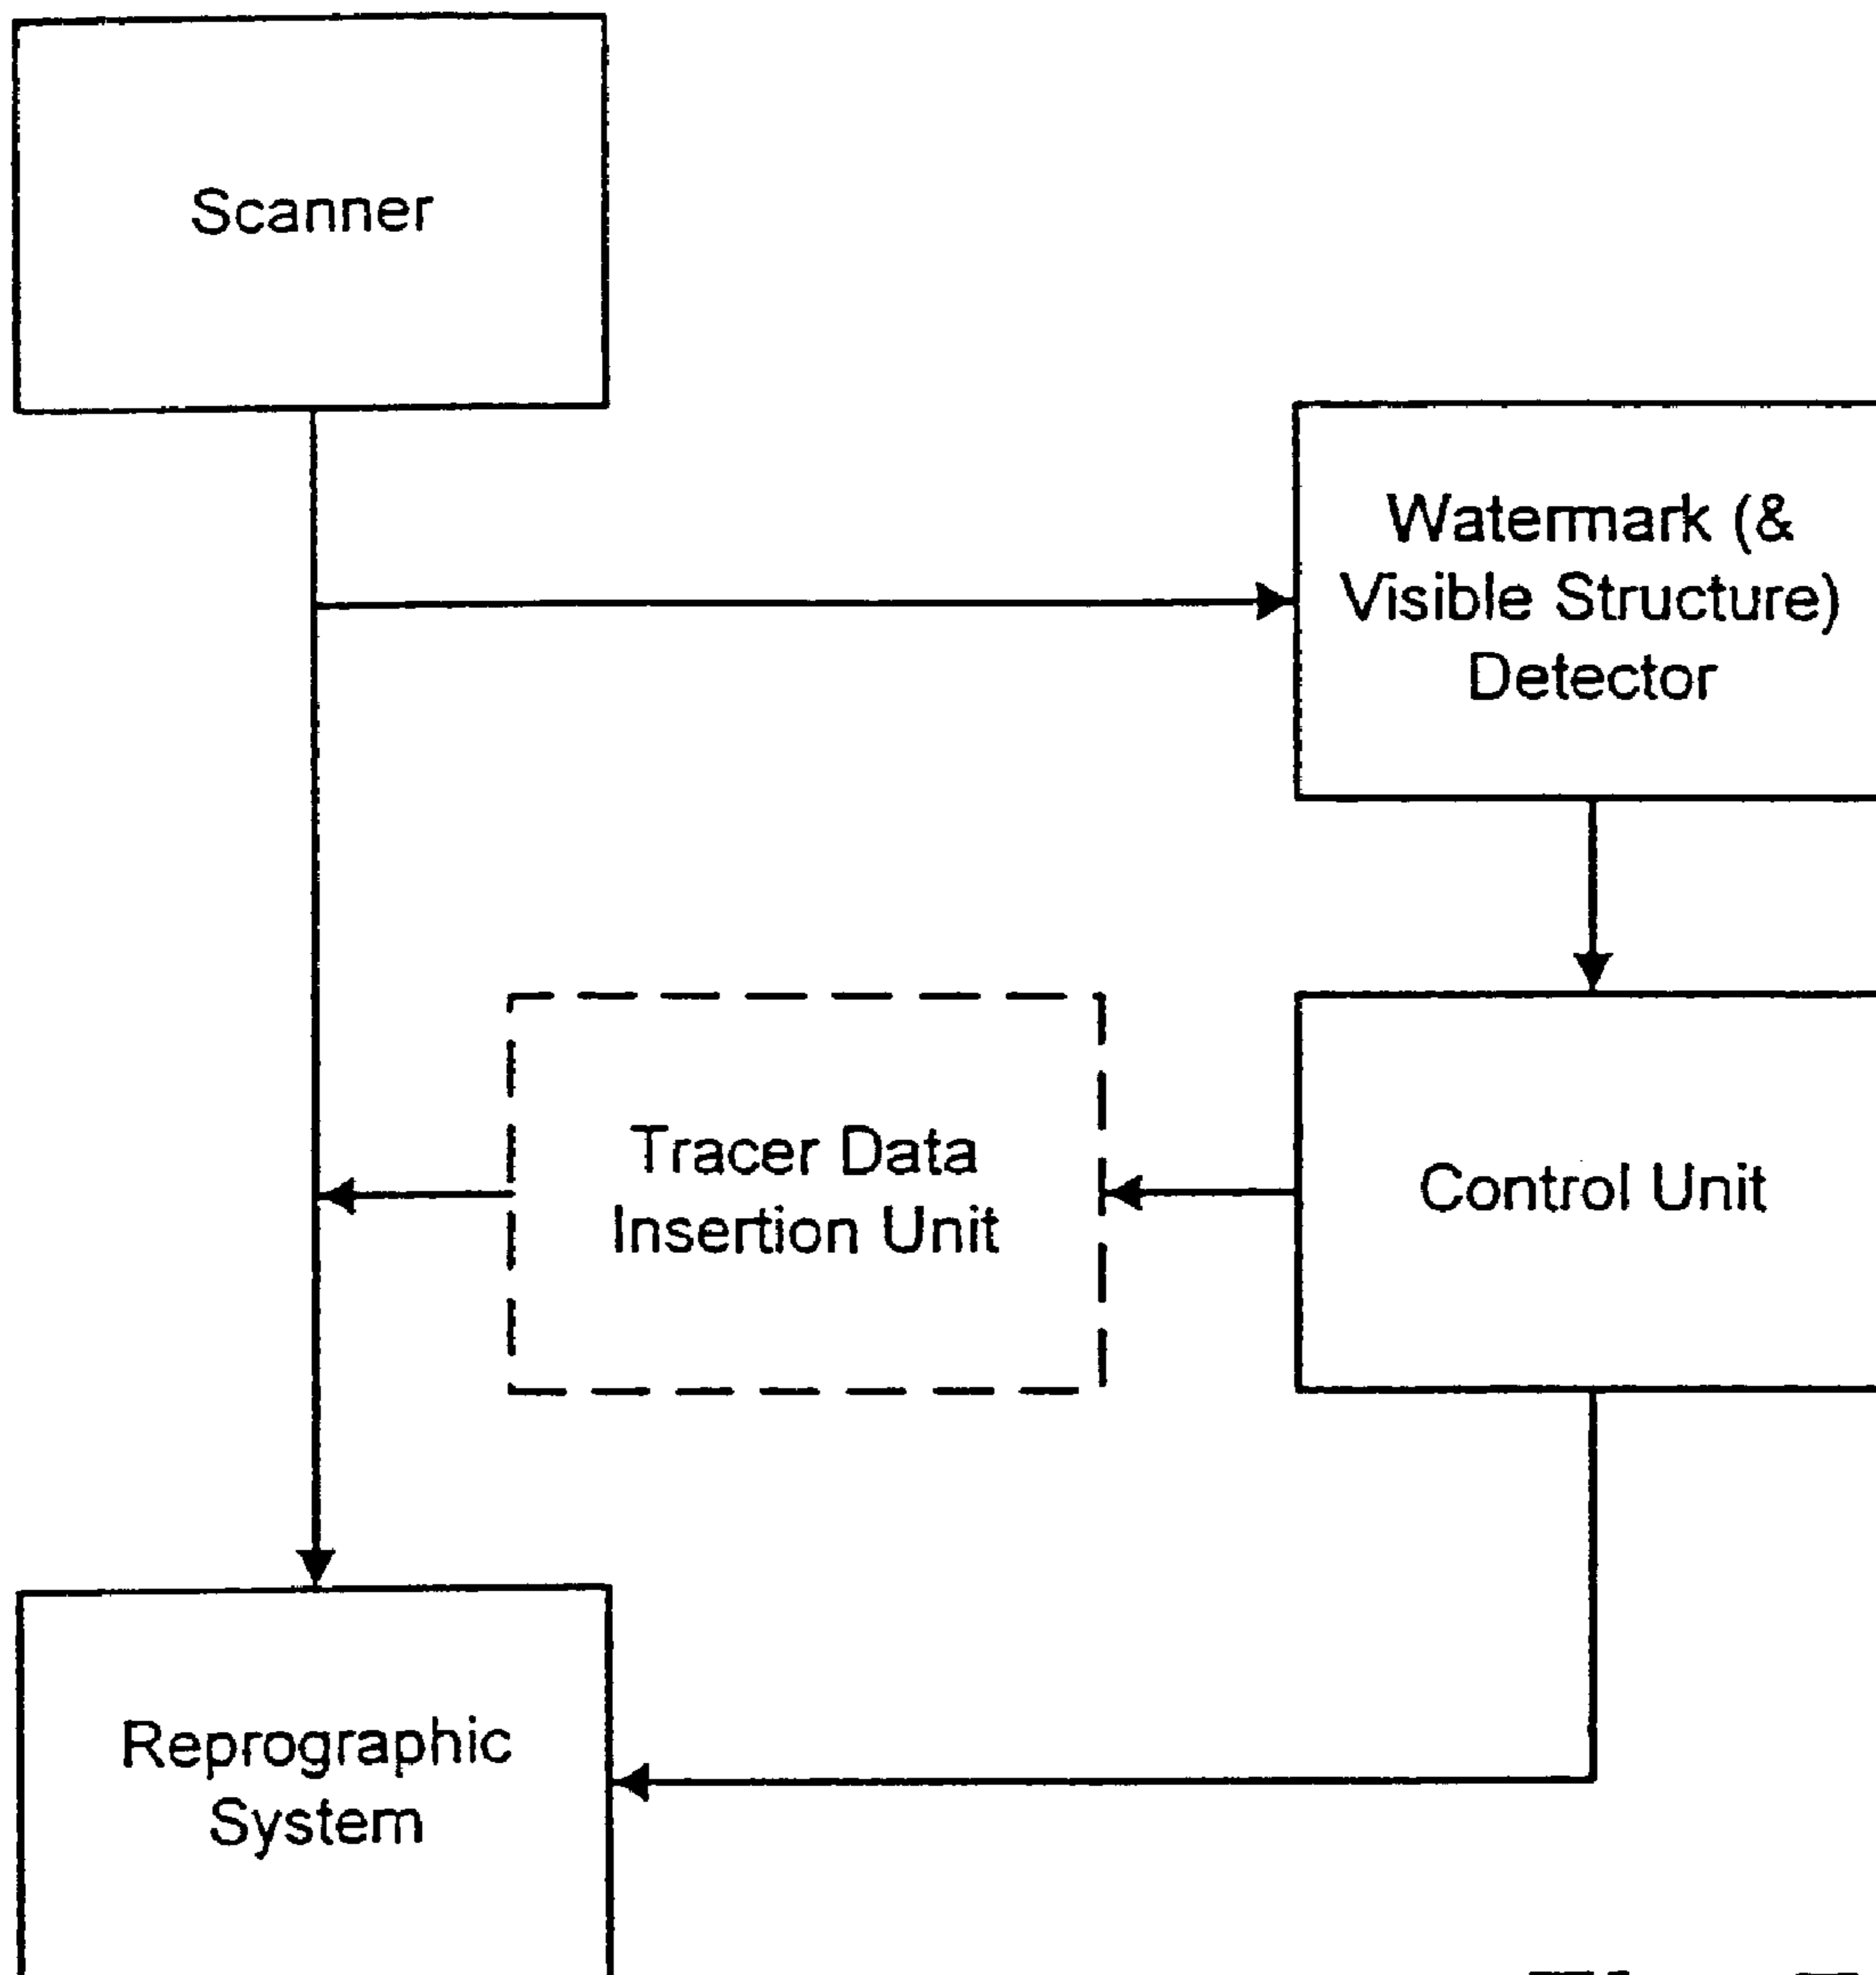 Scanner
Watermark (&
Visible Structure)
Detector
Tracer Data
Insertion Unit
Control Unit
Reprographic
System